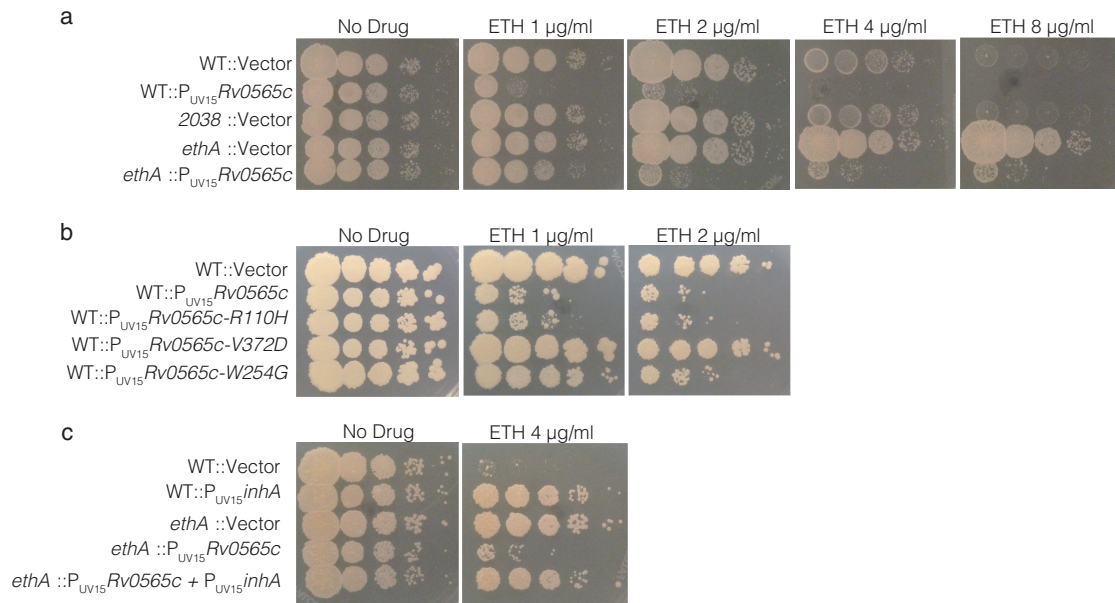 a
No Drug ETH 1 µg/ml ETH 2 µg/ml ETH 4 µg/ml ETH 8 µg/ml
WT::Vector
WT::PUV15Rv0565c
2038 ::Vector
ethA ::Vector
ethA ::PUV15Rv0565c
b
No Drug ETH 1 µg/ml ETH 2 µg/ml
WT::Vector
WT::PUV15Rv0565c
WT::PUV15Rv0565c-R110H
WT::PUV15Rv0565c-V372D
WT::PUV15Rv0565c-W254G
c
No Drug ETH 4 µg/ml
WT::Vector
WT::PUV15inhA
ethA ::Vector
ethA ::PUV15Rv0565c
ethA ::PUV15Rv0565c + PUV15inhA